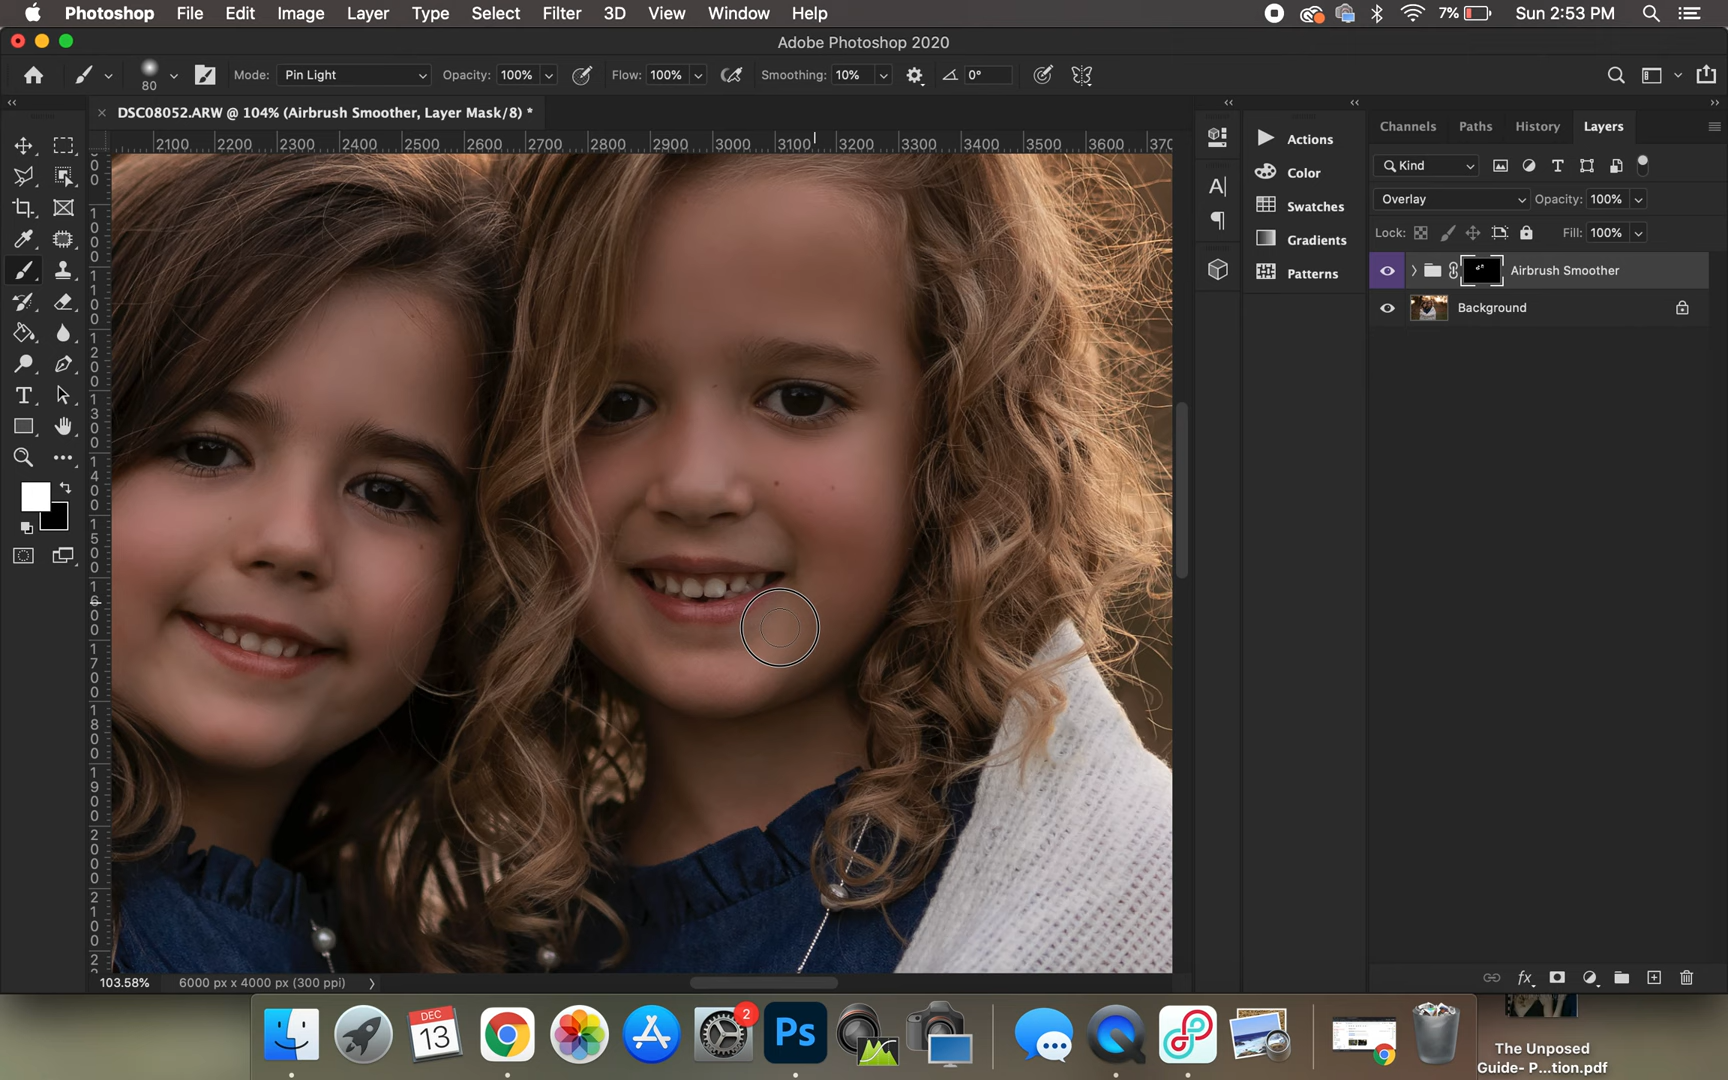 Photoshop File Edit Image Layer Type Select Filter 3D View Window Help 7% Sun 2:53 PM
Adobe Photoshop 2020
80 Mode: Pin Light Opacity: 100% Flow: 100% Smoothing: 10% 0°
DSC08052.ARW @ 104% (Airbrush Smoother, Layer Mask/8) *
2100 2200 2300 2400 2500 2600 2700 2800 2900 3000 3100 3200 3300 3400 3500 3600 370
Actions
Color
Swatches
Gradients
Patterns
Channels Paths History Layers
Kind
Overlay Opacity: 100%
Lock: Fill: 100%
Airbrush Smoother
Background
103.58% 6000 px x 4000 px (300 ppi)
DEC
13
2
Ps
The Unposed
Guide- P...tion.pdf